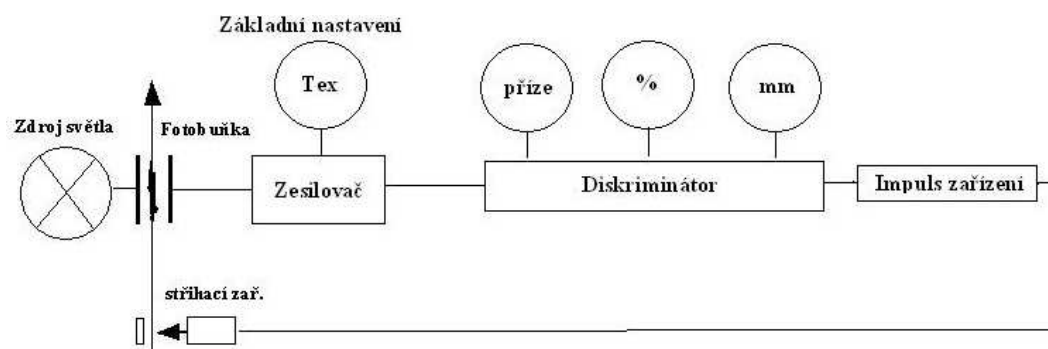 Základní nastavení
Tex
příze
%
mm
Zdroj světla
Fotobuňka
Zesilovač
Diskriminátor
Impuls zařízení
střihací zař.